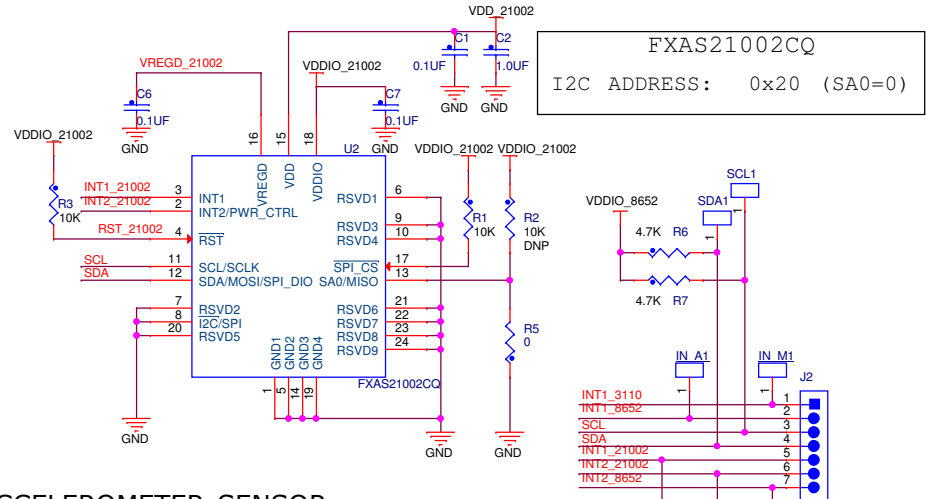 VDD_21002
C1
C2
0.1UF
1.0UF
GND
GND
FXAS21002CQ
I2C ADDRESS: 0x20 (SA0=0)
VREGD_21002
VDDIO_21002
C6
0.1UF
GND
C7
0.1UF
GND
VDDIO_21002
R3
10K
16
15
18
U2
VREGD
VDD
VDDIO
INT1_21002
3
INT1
INT2_21002
2
INT2/PWR_CTRL
RST_21002
4
RST
SCL
11
SCL/SCLK
SDA
12
SDA/MOSI/SPI_DIO
7
RSVD2
8
I2C/SPI
20
RSVD5
RSVD1
6
RSVD3
9
RSVD4
10
SPI_CS
17
SA0/MISO
13
RSVD6
21
RSVD7
22
RSVD8
23
RSVD9
24
GND1
GND2
GND3
GND4
1
5
14
19
FXAS21002CQ
GND
GND
GND
VDDIO_21002
VDDIO_21002
R1
10K
R2
10K
DNP
R5
0
SCL1
SDA1
1
1
VDDIO_8652
4.7K
R6
4.7K
R7
IN_A1
IN_M1
1
1
J2
INT1_3110
1
INT1_8652
2
SCL
3
SDA
4
INT1_21002
5
INT2_21002
6
INT2_8652
7